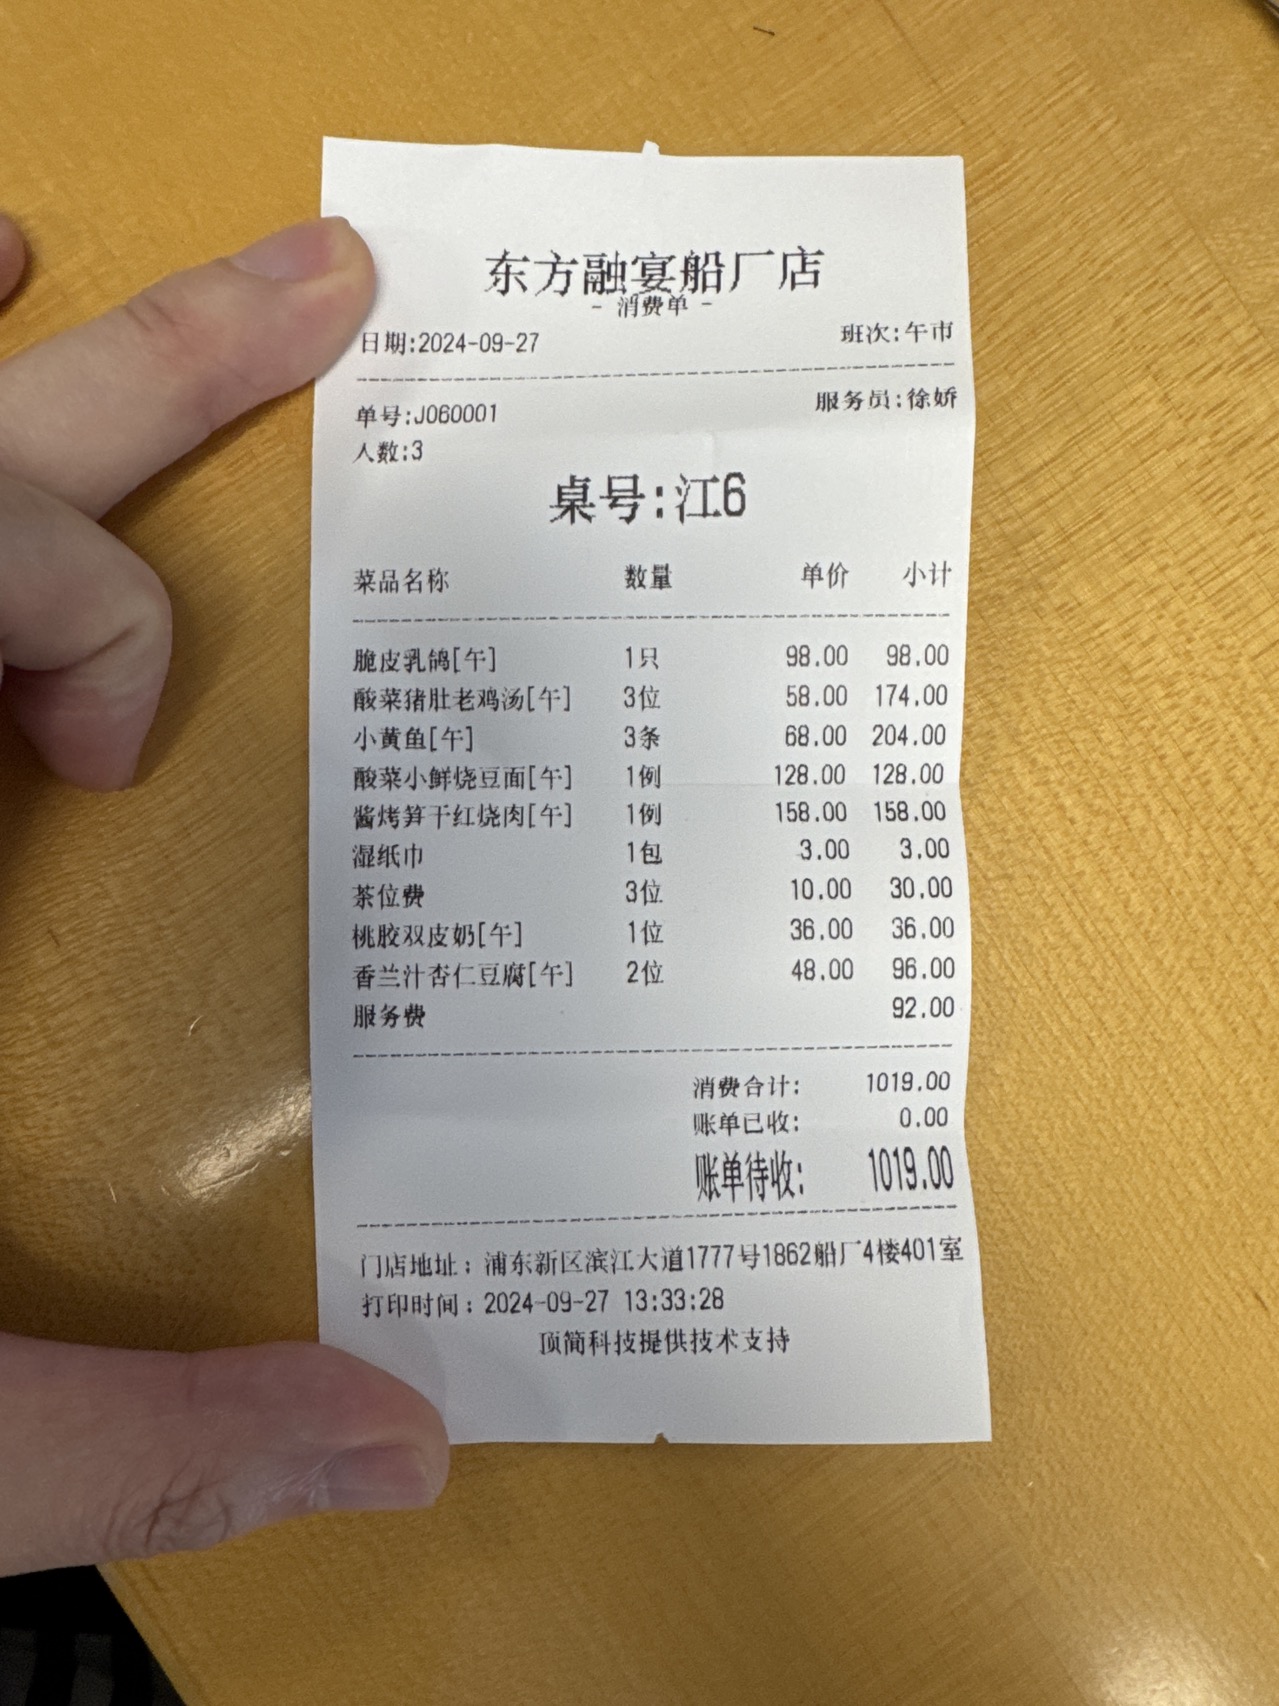 东方融宴船厂店
- 消费单 -
日期:2024-09-27 班次:午市
单号:J060001 服务员:徐娇
人数:3
桌号:江6
菜品名称 数量 单价 小计
脆皮乳鸽[午] 1只 98.00 98.00
酸菜猪肚老鸡汤[午] 3位 58.00 174.00
小黄鱼[午] 3条 68.00 204.00
酸菜小鲜烧豆面[午] 1例 128.00 128.00
酱烤笋干红烧肉[午] 1例 158.00 158.00
湿纸巾 1包 3.00 3.00
茶位费 3位 10.00 30.00
桃胶双皮奶[午] 1位 36.00 36.00
香兰汁杏仁豆腐[午] 2位 48.00 96.00
服务费 92.00
消费合计: 1019.00
账单已收: 0.00
账单待收: 1019.00
门店地址：浦东新区滨江大道1777号1862船厂4楼401室
打印时间：2024-09-27 13:33:28
顶简科技提供技术支持